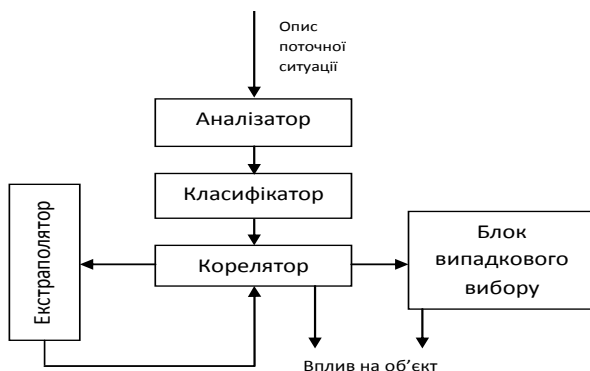 Опис
поточної
ситуації
Аналізатор
Класифікатор
Екстраполятор
Корелятор
Блок
випадкового
вибору
Вплив на об’єкт